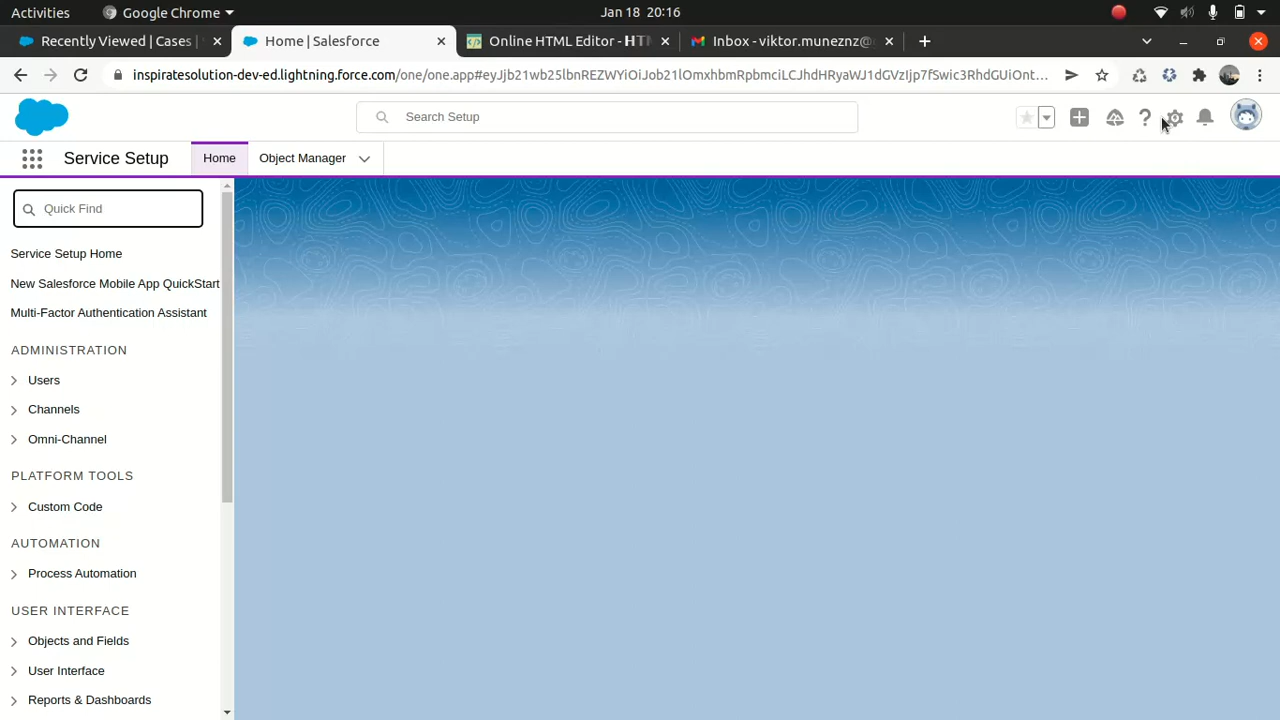 Activities
Google Chrome
Jan 18 20:16
Recently Viewed | Cases |
Home | Salesforce
Online HTML Editor - HTM
Inbox - viktor.muneznz@
inspiratesolution-dev-ed.lightning.force.com/one/one.app#eyJjb21wb25lbnREZWYiOiJob21lOmxhbmRpbmciLCJhdHRyaWJ1dGVzIjp7fSwic3RhdGUiOnt...
Search Setup
Service Setup
Home
Object Manager
Quick Find
Service Setup Home
New Salesforce Mobile App QuickStart
Multi-Factor Authentication Assistant
ADMINISTRATION
Users
Channels
Omni-Channel
PLATFORM TOOLS
Custom Code
AUTOMATION
Process Automation
USER INTERFACE
Objects and Fields
User Interface
Reports & Dashboards